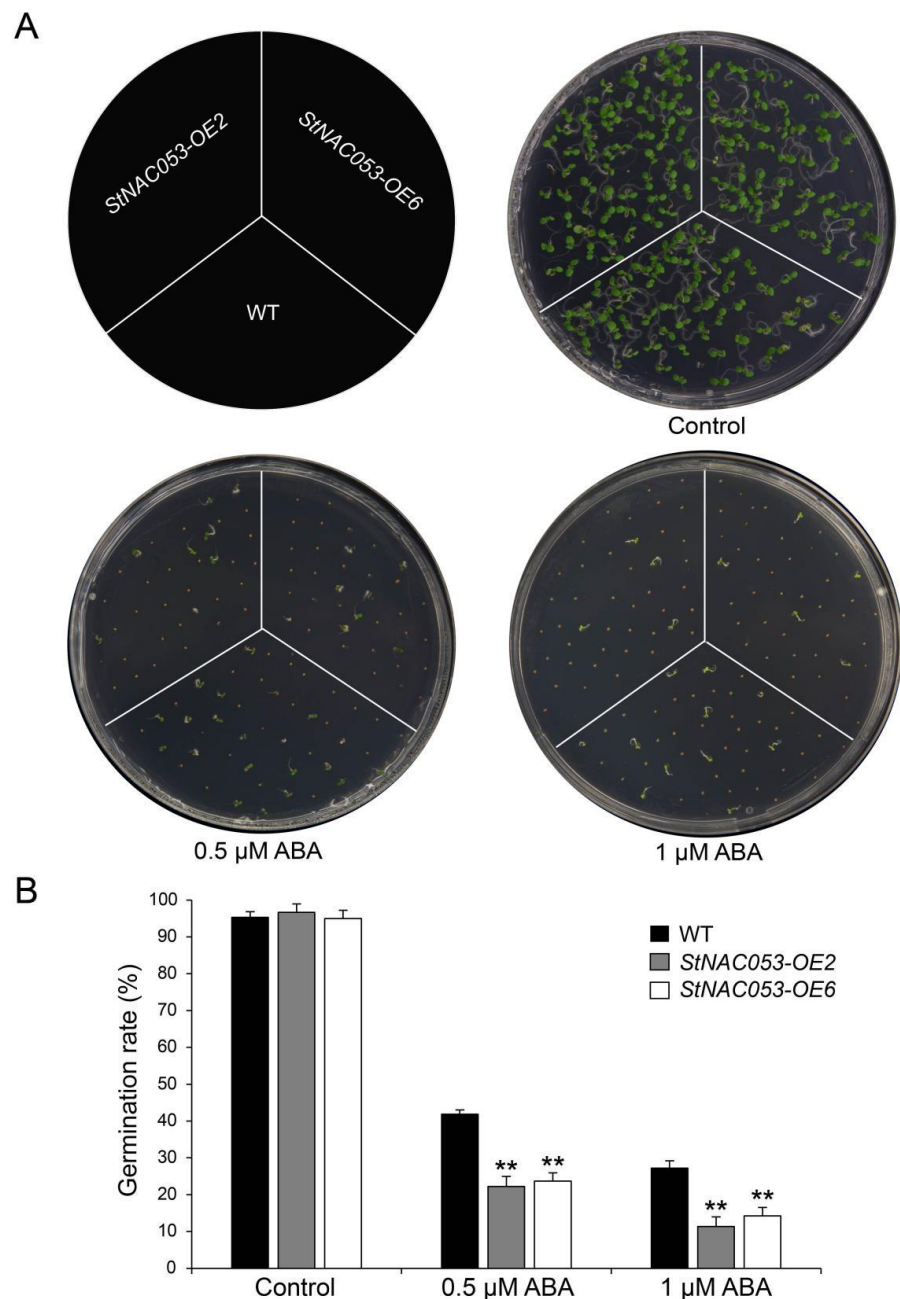 A
StNAC053-OE2
StNAC053-OE6
WT
Control
0.5 µM ABA
1 µM ABA
B
Germination rate (%)
100
90
80
70
60
50
40
30
20
10
0
WT
StNAC053-OE2
StNAC053-OE6
** **
** **
Control
0.5 µM ABA
1 µM ABA